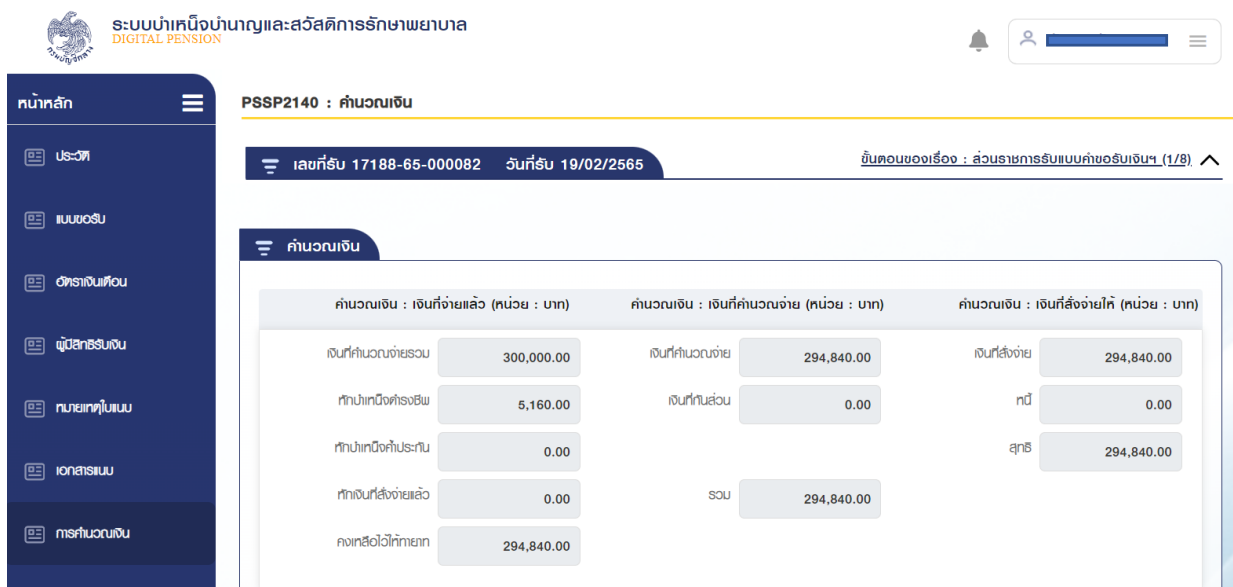 ระบบบำเหน็จบำนาญและสวัสดิการรักษาพยาบาล
DIGITAL PENSION
กรมบัญชีกลาง
หน้าหลัก
PSSP2140 : คำนวณเงิน
ประวัติ
แบบขอรับ
อัตราเงินเดือน
ผู้มีสิทธิรับเงิน
หมายเหตุใบแนบ
เอกสารแนบ
การคำนวณเงิน
เลขที่รับ 17188-65-000082 วันที่รับ 19/02/2565
ขั้นตอนของเรื่อง : ส่วนราชการรับแบบคำขอรับเงินฯ (1/8)
คำนวณเงิน
คำนวณเงิน : เงินที่จ่ายแล้ว (หน่วย : บาท) คำนวณเงิน : เงินที่คำนวณจ่าย (หน่วย : บาท) คำนวณเงิน : เงินที่สั่งจ่ายให้ (หน่วย : บาท)
เงินที่คำนวณจ่ายรวม 300,000.00 เงินที่คำนวณจ่าย 294,840.00 เงินที่สั่งจ่าย 294,840.00
หักบำเหน็จดำรงชีพ 5,160.00 เงินที่กันส่วน 0.00 หนี้ 0.00
หักบำเหน็จค้ำประกัน 0.00 สุทธิ 294,840.00
หักเงินที่สั่งจ่ายแล้ว 0.00 รวม 294,840.00
คงเหลือไว้ให้ทายาท 294,840.00